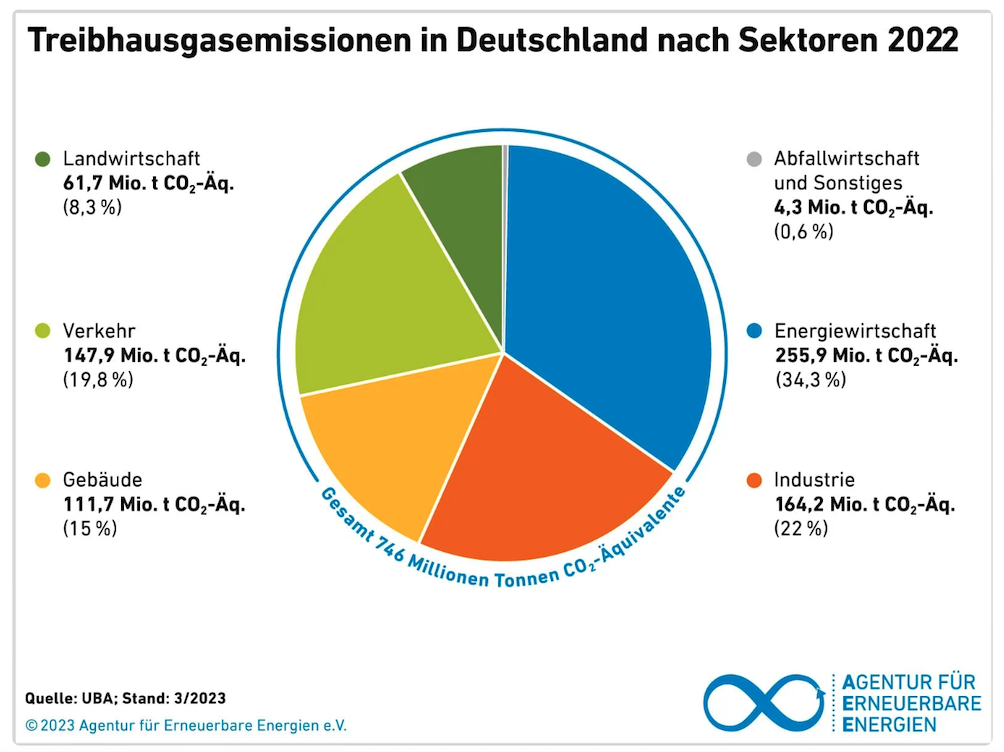 Treibhausgasemissionen in Deutschland nach Sektoren 2022
Landwirtschaft
61,7 Mio. t CO₂-Äq.
(8,3 %)
Verkehr
147,9 Mio. t CO₂-Äq.
(19,8 %)
Gebäude
111,7 Mio. t CO₂-Äq.
(15 %)
Abfallwirtschaft
und Sonstiges
4,3 Mio. t CO₂-Äq.
(0,6 %)
Energiewirtschaft
255,9 Mio. t CO₂-Äq.
(34,3 %)
Industrie
164,2 Mio. t CO₂-Äq.
(22 %)
Gesamt 746 Millionen Tonnen CO₂-Äquivalente
Quelle: UBA; Stand: 3/2023
© 2023 Agentur für Erneuerbare Energien e.V.
AGENTUR FÜR
ERNEUERBARE
ENERGIEN